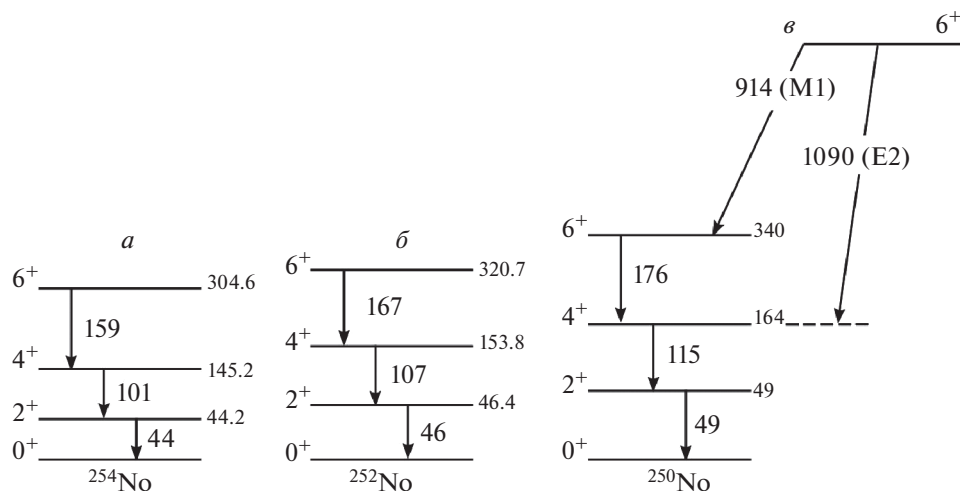 в
6⁺
914 (M1)
1090 (E2)
а
6⁺ 304.6
159
4⁺ 145.2
101
2⁺ 44.2
44
0⁺
²⁵⁴No
б
6⁺ 320.7
167
4⁺ 153.8
107
2⁺ 46.4
46
0⁺
²⁵²No
6⁺ 340
176
4⁺ 164
115
2⁺ 49
49
0⁺
²⁵⁰No